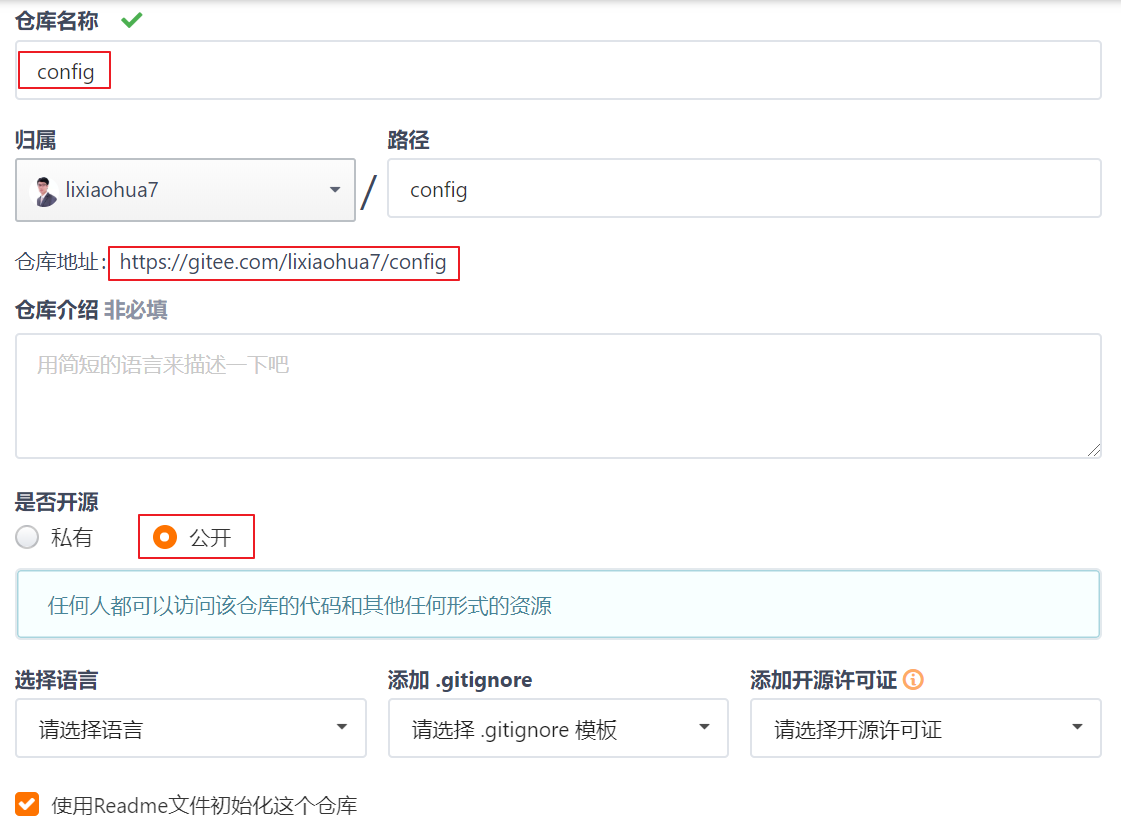 仓库名称
config
归属 路径
lixiaohua7 / config
仓库地址: https://gitee.com/lixiaohua7/config
仓库介绍 非必填
用简短的语言来描述一下吧
是否开源
私有 公开
任何人都可以访问该仓库的代码和其他任何形式的资源
选择语言 添加 .gitignore 添加开源许可证
请选择语言 请选择 .gitignore 模板 请选择开源许可证
使用Readme文件初始化这个仓库